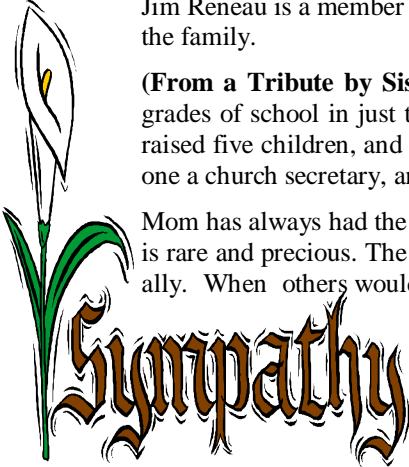 Jim Reneau is a member
the family.
(From a Tribute by Sis
grades of school in just
raised five children, and
one a church secretary,
Mom has always had the
is rare and precious. The
ally. When others would
Sympathy